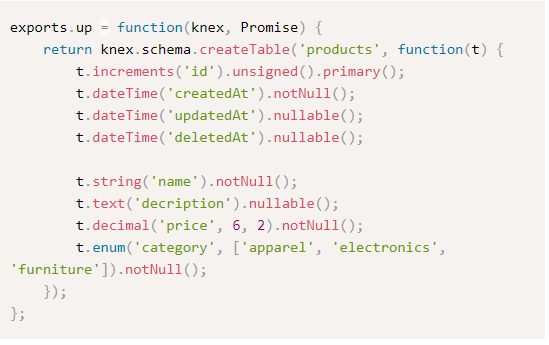 exports.up = function(knex, Promise) {
    return knex.schema.createTable('products', function(t) {
        t.increments('id').unsigned().primary();
        t.dateTime('createdAt').notNull();
        t.dateTime('updatedAt').nullable();
        t.dateTime('deletedAt').nullable();

        t.string('name').notNull();
        t.text('decription').nullable();
        t.decimal('price', 6, 2).notNull();
        t.enum('category', ['apparel', 'electronics',
'furniture']).notNull();
    });
};